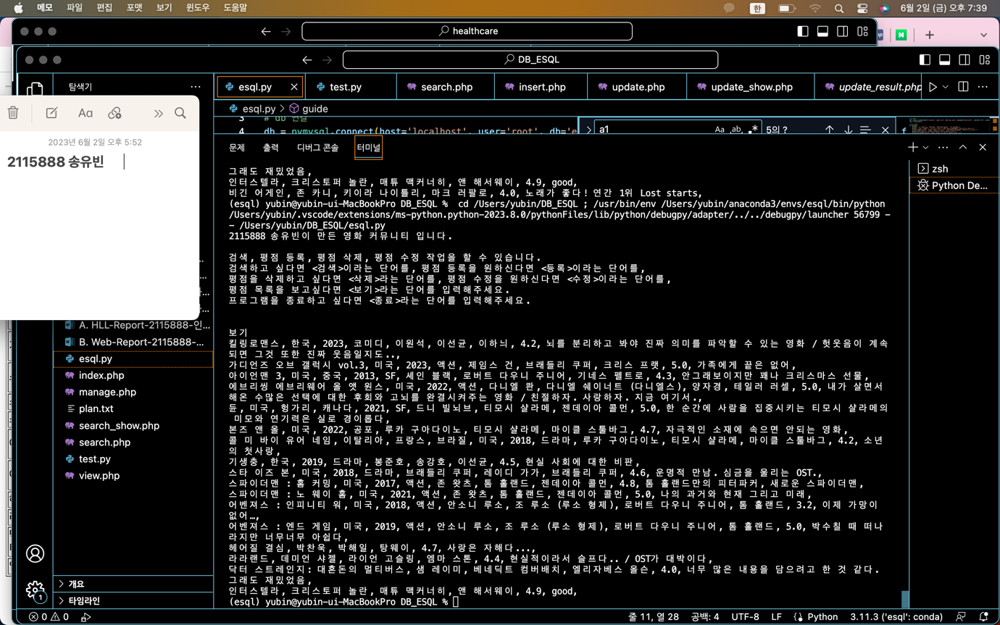 메모 파일 편집 포맷 보기 윈도우 도움말 한 6월 2일 (금) 오후 7:39
healthcare
DB_ESQL
탐색기
esql.py test.py search.php insert.php update.php update_show.php update_result.php
esql.py > guide
4 db = pymysql.connect(host='localhost', user='root', db='e
a1 Aa ab 5의 ?
Aa
2023년 6월 2일 오후 5:52
2115888 송유빈
문제 출력 디버그 콘솔 터미널
zsh
Python De...
그래도 재밌었음,
인터스텔라, 크리스토퍼 놀란, 매튜 맥커너히, 앤 해서웨이, 4.9, good,
비긴 어게인, 존 카니, 키이라 나이틀리, 마크 러팔로, 4.0, 노래가 좋다! 연간 1위 Lost starts,
(esql) yubin@yubin-ui-MacBookPro DB_ESQL % cd /Users/yubin/DB_ESQL ; /usr/bin/env /Users/yubin/anaconda3/envs/esql/bin/python
/Users/yubin/.vscode/extensions/ms-python.python-2023.8.0/pythonFiles/lib/python/debugpy/adapter/../../debugpy/launcher 56799 -
- /Users/yubin/DB_ESQL/esql.py
2115888 송유빈이 만든 영화 커뮤니티 입니다.
검색, 평점 등록, 평점 삭제, 평점 수정 작업을 할 수 있습니다.
검색하고 싶다면 <검색>이라는 단어를, 평점 등록을 원하신다면 <등록>이라는 단어를,
평점을 삭제하고 싶다면 <삭제>라는 단어를, 평점 수정을 원하신다면 <수정>이라는 단어를,
평점 목록을 보고싶다면 <보기>라는 단어를 입력해주세요.
프로그램을 종료하고 싶다면 <종료>라는 단어를 입력해주세요.
보기
킬링로맨스, 한국, 2023, 코미디, 이원석, 이선균, 이하늬, 4.2, 뇌를 분리하고 봐야 진짜 의미를 파악할 수 있는 영화 / 헛웃음이 계속
되면 그것 또한 진짜 웃음일지도..,
가디언즈 오브 갤럭시 vol.3, 미국, 2023, 액션, 제임스 건, 브래들리 쿠퍼, 크리스 프랫, 5.0, 가족에게 끝은 없어,
아이언맨 3, 미국, 중국, 2013, SF, 셰인 블랙, 로버트 다우니 주니어, 기네스 펠트로, 4.3, 안그래보이지만 꽤나 크리스마스 선물,
에브리씽 에브리웨어 올 앳 원스, 미국, 2022, 액션, 다니엘 콴, 다니엘 쉐이너트 (다니엘스), 양자경, 테일러 러셀, 5.0, 내가 살면서
해온 수많은 선택에 대한 후회와 고뇌를 완결시켜주는 영화 / 친절하자. 사랑하자. 지금 여기서.,
듄, 미국, 헝가리, 캐나다, 2021, SF, 드니 빌뇌브, 티모시 샬라메, 젠데이아 콜먼, 5.0, 한 순간에 사람을 집중시키는 티모시 샬라메의
미모와 연기력은 실로 경이롭다,
본즈 앤 올, 미국, 2022, 공포, 루카 구아다이노, 티모시 샬라메, 마이클 스툴바그, 4.7, 자극적인 소재에 속으면 안되는 영화,
콜 미 바이 유어 네임, 이탈리아, 프랑스, 브라질, 미국, 2018, 드라마, 루카 구아다이노, 티모시 샬라메, 마이클 스툴바그, 4.2, 소년
의 첫사랑,
기생충, 한국, 2019, 드라마, 봉준호, 송강호, 이선균, 4.5, 현실 사회에 대한 비판,
스타 이즈 본, 미국, 2018, 드라마, 브래들리 쿠퍼, 레이디 가가, 브래들리 쿠퍼, 4.6, 운명적 만남. 심금을 울리는 OST.,
스파이더맨 : 홈 커밍, 미국, 2017, 액션, 존 왓츠, 톰 홀랜드, 젠데이아 콜먼, 4.8, 톰 홀랜드만의 피터파커, 새로운 스파이더맨,
스파이더맨 : 노 웨이 홈, 미국, 2021, 액션, 존 왓츠, 톰 홀랜드, 젠데이아 콜먼, 5.0, 나의 과거와 현재 그리고 미래,
어벤져스 : 인피니티 워, 미국, 2018, 액션, 안소니 루소, 조 루소 (루소 형제), 로버트 다우니 주니어, 톰 홀랜드, 3.2, 이제 가망이
없어…,
어벤져스 : 엔드 게임, 미국, 2019, 액션, 안소니 루소, 조 루소 (루소 형제), 로버트 다우니 주니어, 톰 홀랜드, 5.0, 박수칠 때 떠나
라지만 너무너무 아쉽다,
헤어질 결심, 박찬욱, 박해일, 탕웨이, 4.7, 사랑은 자해다...,
라라랜드, 데미언 샤젤, 라이언 고슬링, 엠마 스톤, 4.4, 현실적이라서 슬프다.. / OST가 대박이다,
닥터 스트레인지: 대혼돈의 멀티버스, 샘 레이미, 베네딕트 컴버배치, 엘리자베스 올슨, 4.0, 너무 많은 내용을 담으려고 한 것 같다.
그래도 재밌었음,
인터스텔라, 크리스토퍼 놀란, 매튜 맥커너히, 앤 해서웨이, 4.9, good,
(esql) yubin@yubin-ui-MacBookPro DB_ESQL %
A. HLL-Report-2115888-인...
B. Web-Report-2115888-...
esql.py
index.php
manage.php
plan.txt
search_show.php
search.php
test.py
view.php
개요
타임라인
1
0 0 줄 11, 열 28 공백: 4 UTF-8 LF Python 3.11.3 ('esql': conda)